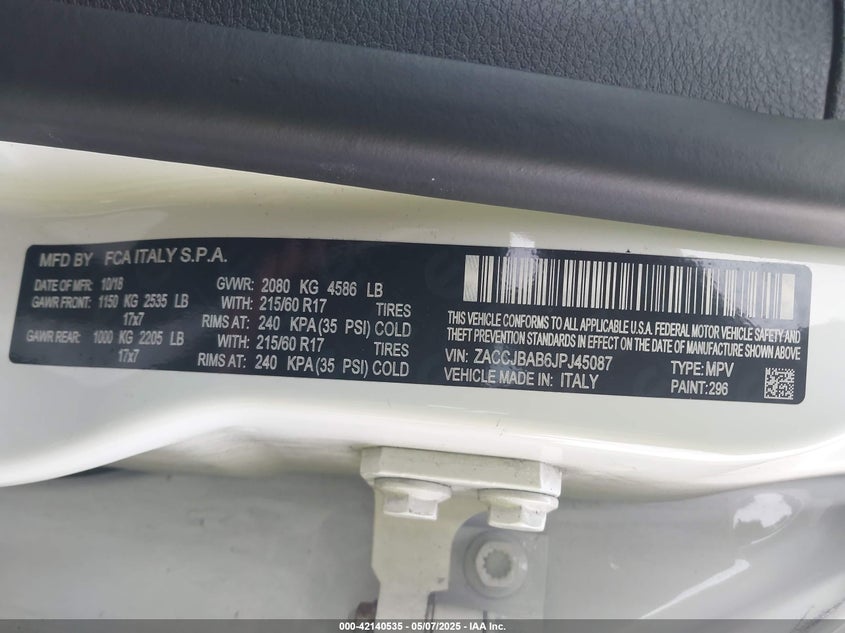 MFD BY FCA ITALY S.P.A.
DATE OF MFR: 10/18 GVWR: 2080 KG 4586 LB
GAWR FRONT: 1150 KG 2535 LB WITH: 215/60 R17 TIRES
17x7 RIMS AT: 240 KPA (35 PSI) COLD
GAWR REAR: 1000 KG 2205 LB WITH: 215/60 R17 TIRES
17x7 RIMS AT: 240 KPA (35 PSI) COLD
THIS VEHICLE CONFORMS TO ALL APPLICABLE U.S.A. FEDERAL MOTOR VEHICLE SAFETY AND
THEFT PREVENTION STANDARDS IN EFFECT ON THE DATE OF MANUFACTURE SHOWN ABOVE
VIN: ZACCJBAB6JPJ45087 TYPE: MPV
VEHICLE MADE IN: ITALY PAINT: 296
000-42140535 - 05/07/2025 - IAA Inc.